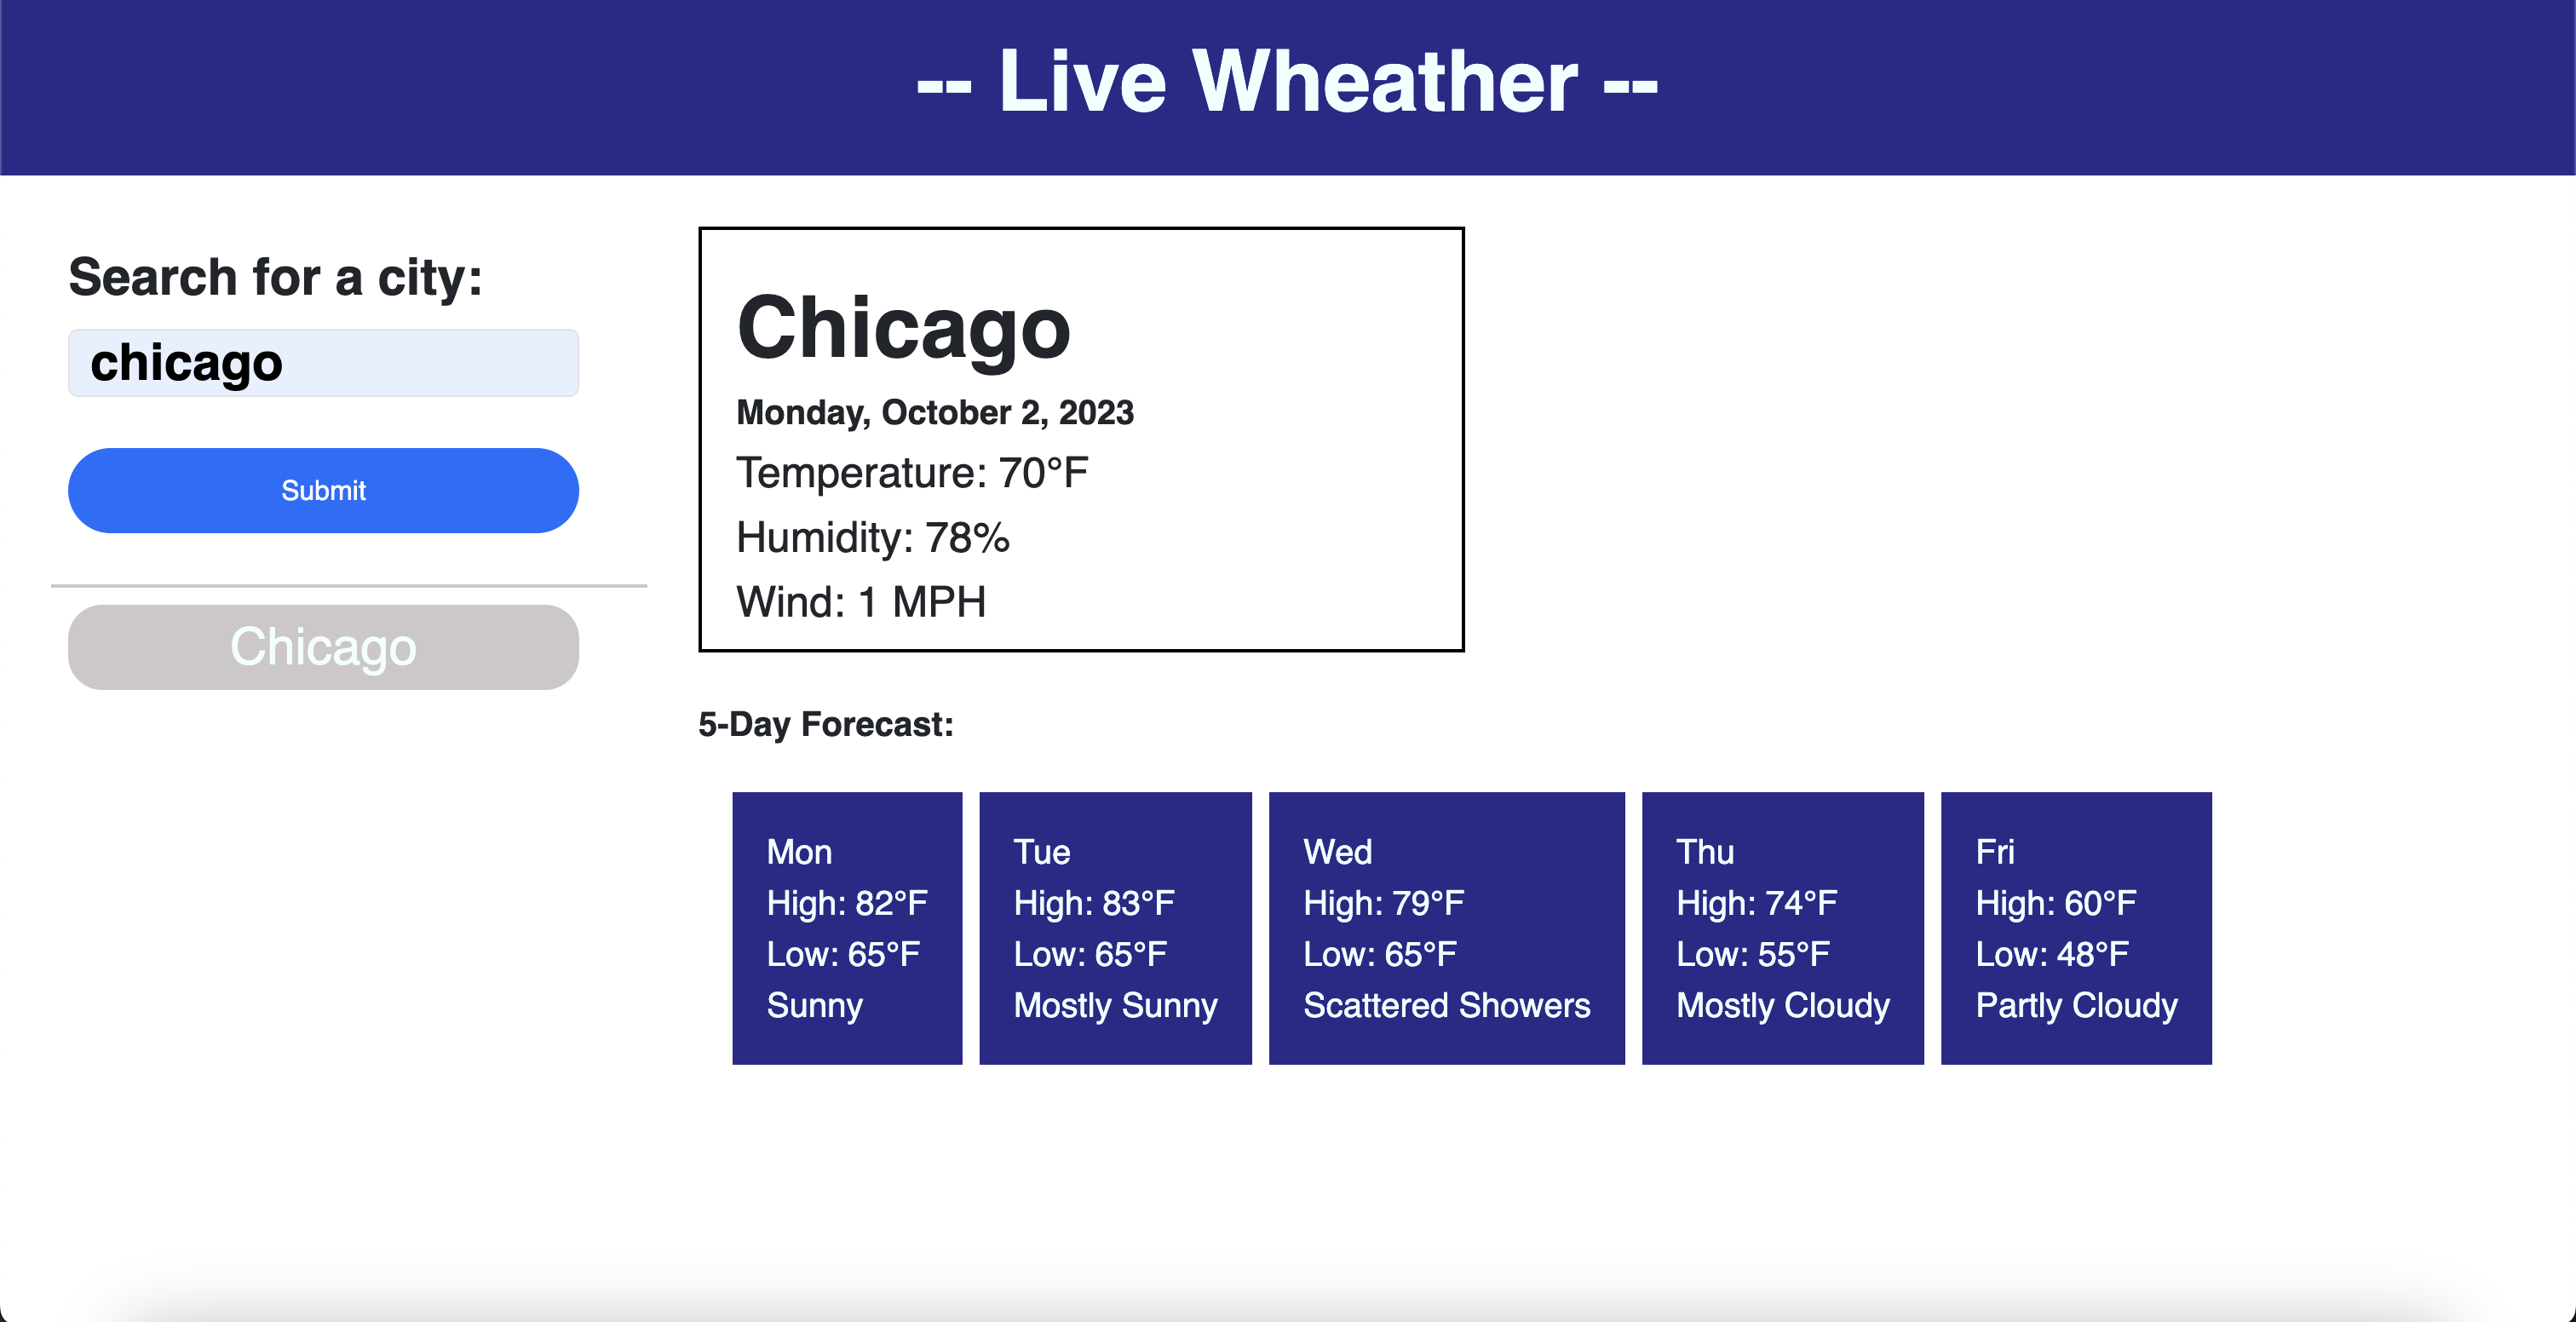 -- Live Wheather --
Search for a city:
chicago
Submit
Chicago
Chicago
Monday, October 2, 2023
Temperature: 70°F
Humidity: 78%
Wind: 1 MPH
5-Day Forecast:
Mon
High: 82°F
Low: 65°F
Sunny
Tue
High: 83°F
Low: 65°F
Mostly Sunny
Wed
High: 79°F
Low: 65°F
Scattered Showers
Thu
High: 74°F
Low: 55°F
Mostly Cloudy
Fri
High: 60°F
Low: 48°F
Partly Cloudy